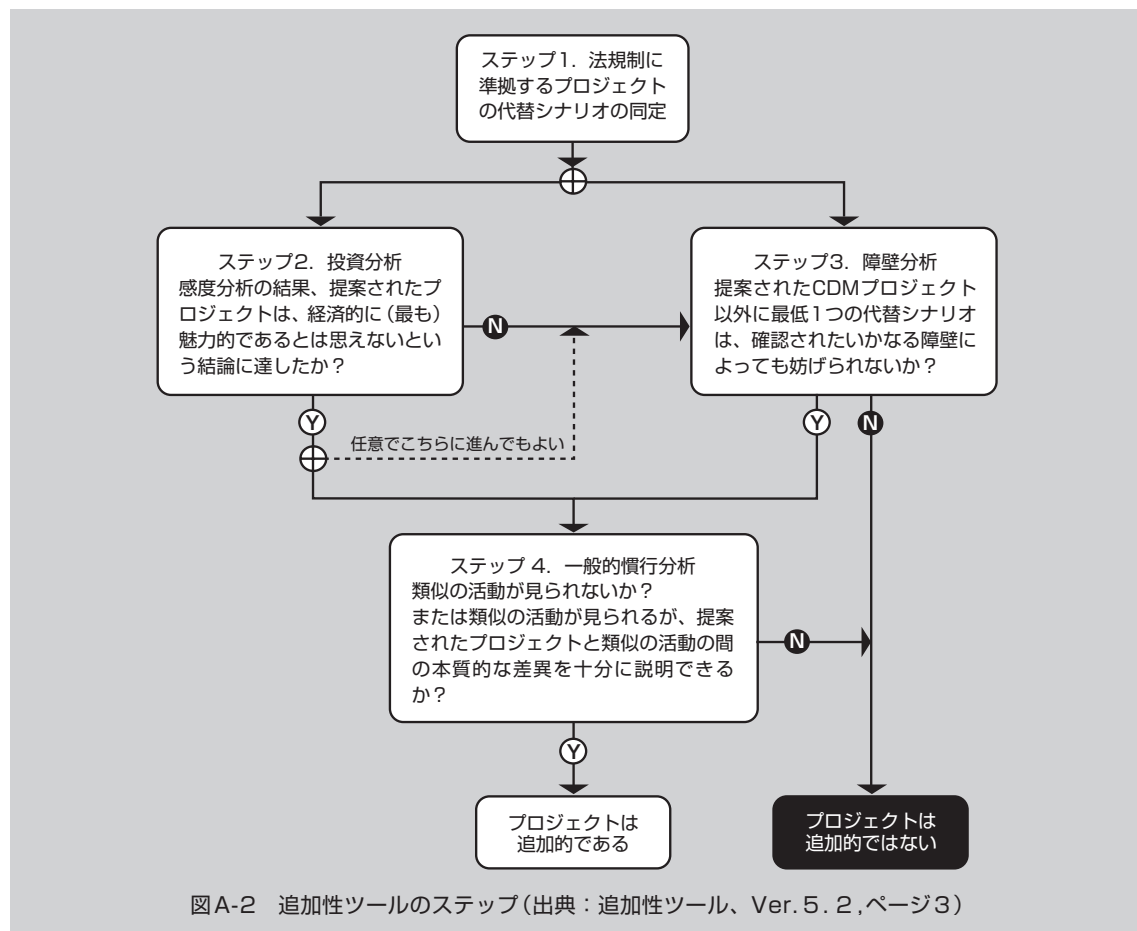 ステップ1．法規制に
準拠するプロジェクト
の代替シナリオの同定
ステップ2．投資分析
感度分析の結果、提案されたプ
ロジェクトは、経済的に（最も）
魅力的であるとは思えないとい
う結論に達したか？
N
ステップ3．障壁分析
提案されたCDMプロジェクト
以外に最低1つの代替シナリオ
は、確認されたいかなる障壁に
よっても妨げられないか？
Y
任意でこちらに進んでもよい
Y
N
ステップ 4．一般的慣行分析
類似の活動が見られないか？
または類似の活動が見られるが、提案
されたプロジェクトと類似の活動の間
の本質的な差異を十分に説明できる
か？
N
Y
プロジェクトは
追加的である
プロジェクトは
追加的ではない
図A-2　追加性ツールのステップ（出典：追加性ツール、Ver.5.2,ページ3）